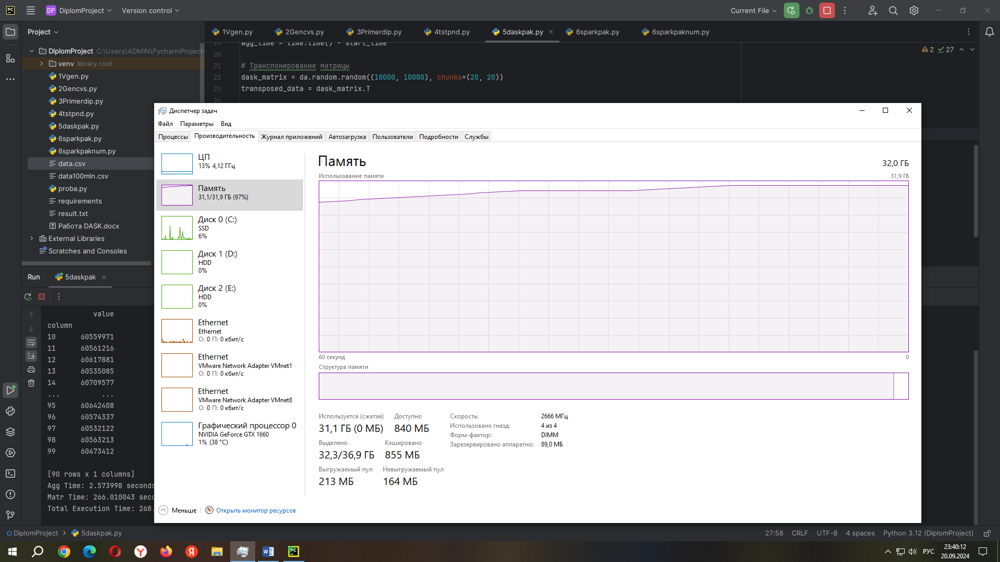 PC
DP DiplomProject
Version control
Current File
Project
1Vgen.py
2Gencvs.py
3Primerdip.py
4tstpnd.py
5daskpak.py
6sparkpak.py
6sparkpaknum.py
DiplomProject C:\Users\ADMIN\PycharmProjects
venv library root
1Vgen.py
2Gencvs.py
3Primerdip.py
4tstpnd.py
5daskpak.py
6sparkpak.py
6sparkpaknum.py
data.csv
data100mln.csv
proba.py
requirements
result.txt
Работа DASK.docx
External Libraries
Scratches and Consoles
19 agg_time = time.time() - start_time
20
21 # Транспонирование матрицы
22 dask_matrix = da.random.random((10000, 10000), chunks=(20, 20))
23 transposed_data = dask_matrix.T
24
2 27
Диспетчер задач
Файл Параметры Вид
Процессы Производительность Журнал приложений Автозагрузка Пользователи Подробности Службы
ЦП
13% 4,12 ГГц
Память
31,1/31,9 ГБ (97%)
Диск 0 (C:)
SSD
6%
Диск 1 (D:)
HDD
0%
Диск 2 (E:)
HDD
0%
Ethernet
Ethernet
О: 0 П: 0 кбит/с
Ethernet
VMware Network Adapter VMnet1
О: 0 П: 0 кбит/с
Ethernet
VMware Network Adapter VMnet8
О: 0 П: 0 кбит/с
Графический процессор 0
NVIDIA GeForce GTX 1660
1% (38 °C)
Память 32,0 ГБ
Использование памяти 31,9 ГБ
60 секунд 0
Структура памяти
Используется (сжатая) Доступно
31,1 ГБ (0 МБ) 840 МБ
Выделено Кэшировано
32,3/36,9 ГБ 855 МБ
Выгружаемый пул Невыгружаемый пул
213 МБ 164 МБ
Скорость: 2666 МГц
Использовано гнезд: 4 из 4
Форм-фактор: DIMM
Зарезервировано аппаратно: 89,0 МБ
Меньше
Открыть монитор ресурсов
Run 5daskpak
value
column
10 60559971
11 60561216
12 60617881
13 60535085
14 60709577
... ...
95 60642408
96 60574337
97 60532122
98 60563213
99 60473412
[90 rows x 1 columns]
Agg Time: 2.573998 seconds
Matr Time: 266.010043 seco
Total Execution Time: 268.
DiplomProject > 5daskpak.py
27:58 CRLF UTF-8 4 spaces Python 3.12 (DiplomProject)
РУС
23:40:12
20.09.2024